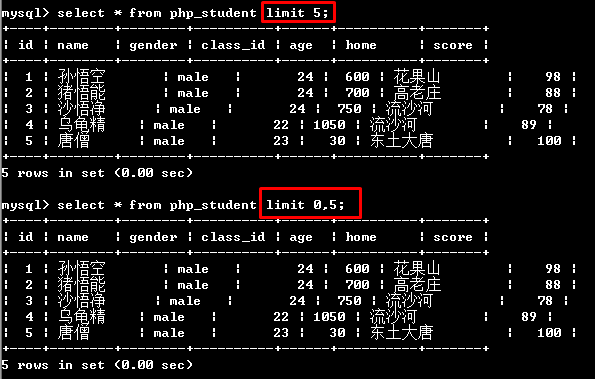 mysql> select * from php_student limit 5;
+----+--------+--------+----------+------+----------+-------+
| id | name | gender | class_id | age | home | score |
+----+--------+--------+----------+------+----------+-------+
| 1 | 孙悟空 | male | 24 | 600 | 花果山 | 98 |
| 2 | 猪悟能 | male | 24 | 700 | 高老庄 | 88 |
| 3 | 沙悟净 | male | 24 | 750 | 流沙河 | 78 |
| 4 | 乌龟精 | male | 22 | 1050 | 流沙河 | 89 |
| 5 | 唐僧 | male | 23 | 30 | 东土大唐 | 100 |
+----+--------+--------+----------+------+----------+-------+
5 rows in set (0.00 sec)
mysql> select * from php_student limit 0,5;
+----+--------+--------+----------+------+----------+-------+
| id | name | gender | class_id | age | home | score |
+----+--------+--------+----------+------+----------+-------+
| 1 | 孙悟空 | male | 24 | 600 | 花果山 | 98 |
| 2 | 猪悟能 | male | 24 | 700 | 高老庄 | 88 |
| 3 | 沙悟净 | male | 24 | 750 | 流沙河 | 78 |
| 4 | 乌龟精 | male | 22 | 1050 | 流沙河 | 89 |
| 5 | 唐僧 | male | 23 | 30 | 东土大唐 | 100 |
+----+--------+--------+----------+------+----------+-------+
5 rows in set (0.00 sec)